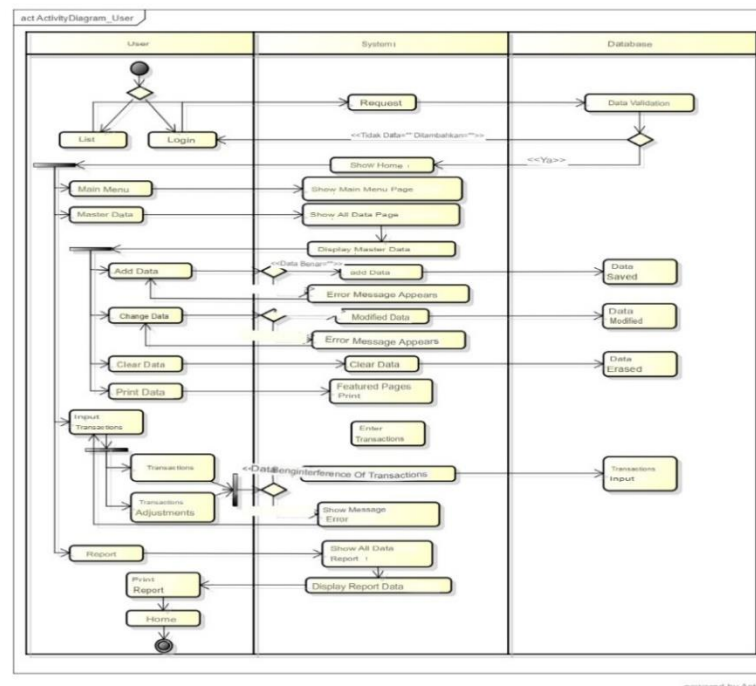 act ActivityDiagram_User
User
System
Database
Request
Data Validation
List
Login
<<Tidak Data="" Ditambahkan="">>
<<Ya>>
Show Home
Main Menu
Show Main Menu Page
Master Data
Show All Data Page
Display Master Data
<<Data Benar="">>
Add Data
add Data
Data
Saved
Error Message Appears
Change Data
Modified Data
Data
Modified
Error Message Appears
Clear Data
Clear Data
Data
Erased
Print Data
Featured Pages
Print
Input
Transactions
Enter
Transactions
Transactions
Of Transactions
Transactions
Input
Transactions
Adjustments
Show Message
Error
Report
Show All Data
Report
Print
Report
Display Report Data
Home